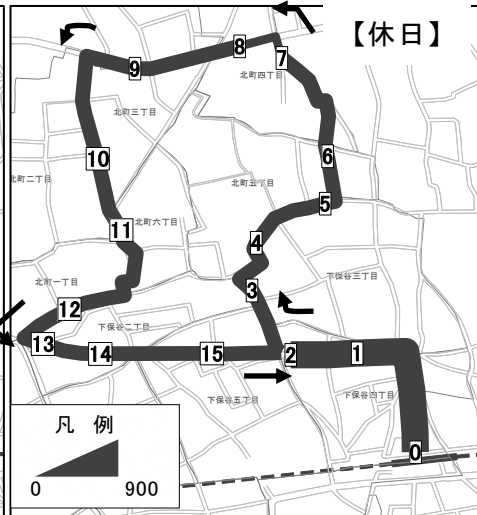 【休日】
8
7
9
北町四丁目
北町三丁目
10
6
北町二丁目
北町五丁目
5
北町六丁目
11
4
下保谷三丁目
北町一丁目
3
12
下保谷二丁目
13
14
15
2
1
下保谷五丁目
下保谷四丁目
凡 例
0
0 900